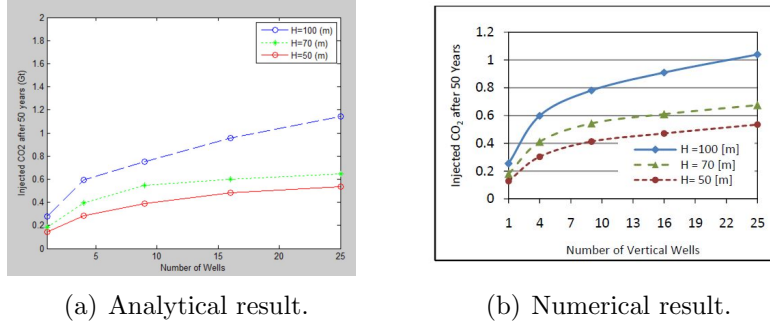 2
1.8
1.6
1.4
1.2
1
0.8
0.6
0.4
0.2
0
Injected CO2 after 50 years (Gt)
H=100 (m)
H=70 (m)
H=50 (m)
5 10 15 20 25
Number of Wells
(a) Analytical result.
1.2
1
0.8
0.6
0.4
0.2
0
Injected CO₂ after 50 Years
H =100 [m]
H = 70 [m]
H= 50 [m]
1 4 7 10 13 16 19 22 25
Number of Vertical Wells
(b) Numerical result.